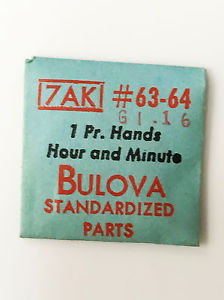 7AK #63-64
G1.16
1 Pr. Hands
Hour and Minute
BULOVA
STANDARDIZED
PARTS